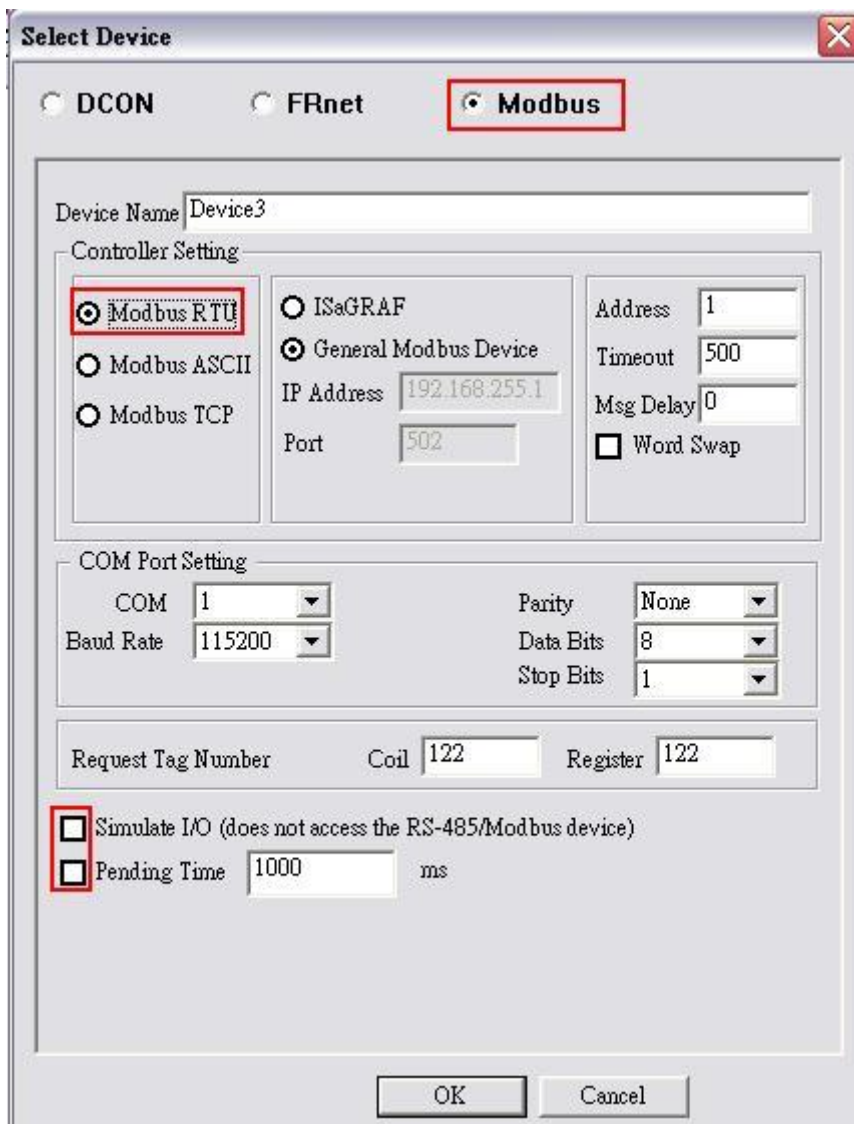 Select Device
DCON FRnet Modbus
Device Name Device3
Controller Setting
Modbus RTU
Modbus ASCII
Modbus TCP
ISaGRAF
General Modbus Device
IP Address 192.168.255.1
Port 502
Address 1
Timeout 500
Msg Delay 0
Word Swap
COM Port Setting
COM 1
Baud Rate 115200
Parity None
Data Bits 8
Stop Bits 1
Request Tag Number Coil 122 Register 122
Simulate I/O (does not access the RS-485/Modbus device)
Pending Time 1000 ms
OK Cancel